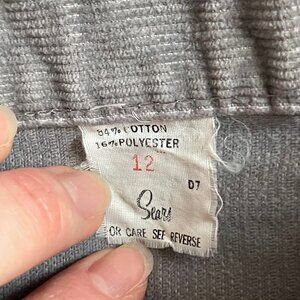 84% COTTON
16% POLYESTER
12
D7
Sears
OR CARE SEE REVERSE